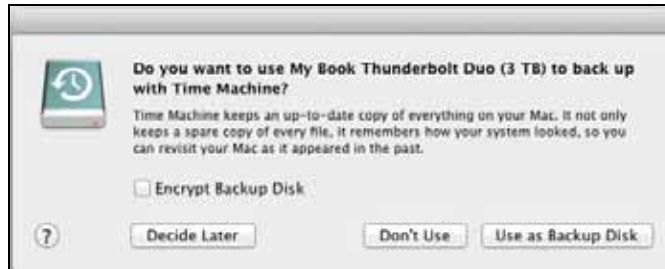 Do you want to use My Book Thunderbolt Duo (3 TB) to back up
with Time Machine?
Time Machine keeps an up-to-date copy of everything on your Mac. It not only
keeps a spare copy of every file, it remembers how your system looked, so you
can revisit your Mac as it appeared in the past.
Encrypt Backup Disk
? Decide Later Don't Use Use as Backup Disk